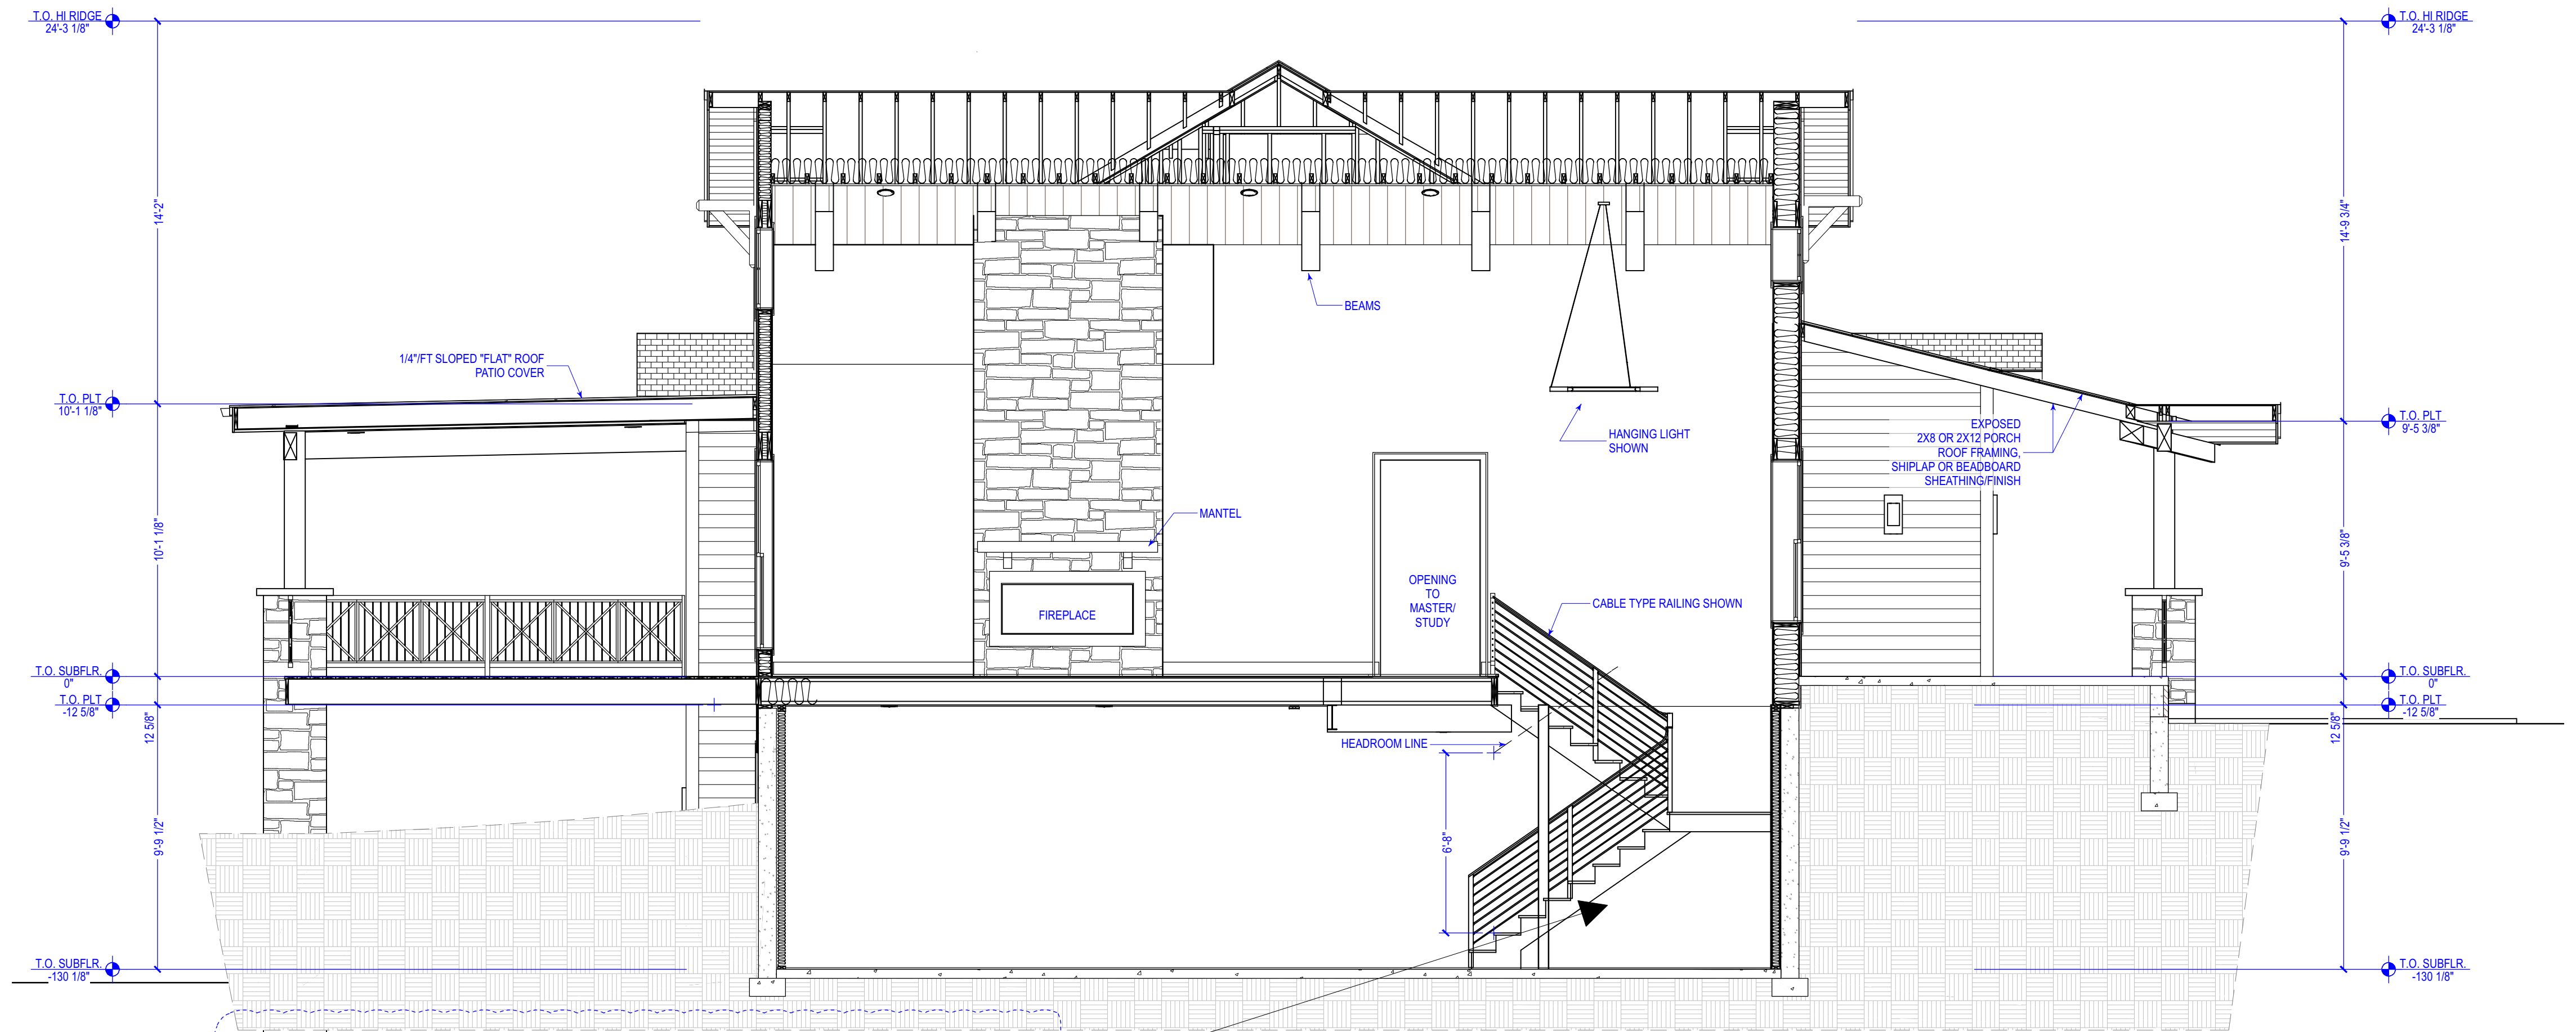 T.O. HI RIDGE
24'-3 1/8"
T.O. HI RIDGE
24'-3 1/8"
14'-2"
14'-9 3/4"
BEAMS
1/4"/FT SLOPED "FLAT" ROOF
PATIO COVER
T.O. PLT
10'-1 1/8"
T.O. PLT
9'-5 3/8"
HANGING LIGHT
SHOWN
EXPOSED
2X8 OR 2X12 PORCH
ROOF FRAMING,
SHIPLAP OR BEADBOARD
SHEATHING/FINISH
MANTEL
10'-1 1/8"
9'-5 3/8"
OPENING
TO
MASTER/
STUDY
FIREPLACE
CABLE TYPE RAILING SHOWN
T.O. SUBFLR.
0"
T.O. PLT
-12 5/8"
T.O. SUBFLR.
0"
T.O. PLT
-12 5/8"
12 5/8"
12 5/8"
HEADROOM LINE
6'-8"
9'-9 1/2"
9'-9 1/2"
T.O. SUBFLR.
-130 1/8"
T.O. SUBFLR.
-130 1/8"